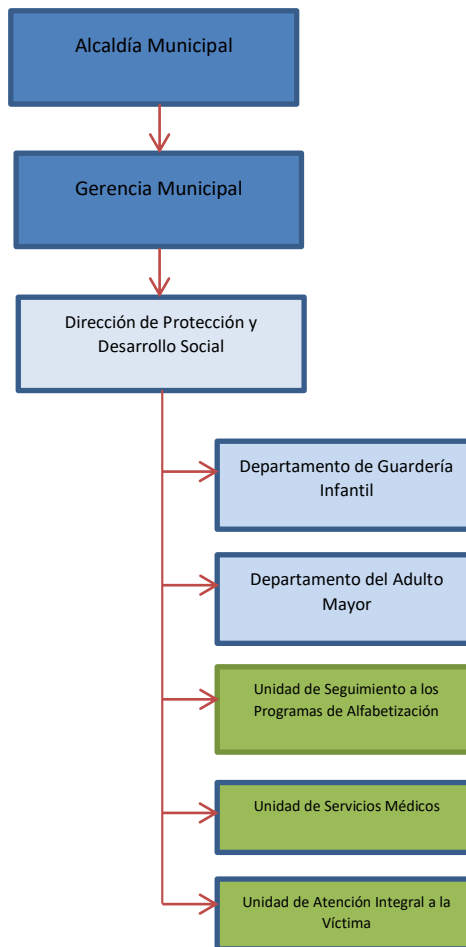 Alcaldía Municipal
Gerencia Municipal
Dirección de Protección y
Desarrollo Social
Departamento de Guardería
Infantil
Departamento del Adulto
Mayor
Unidad de Seguimiento a los
Programas de Alfabetización
Unidad de Servicios Médicos
Unidad de Atención Integral a la
Víctima